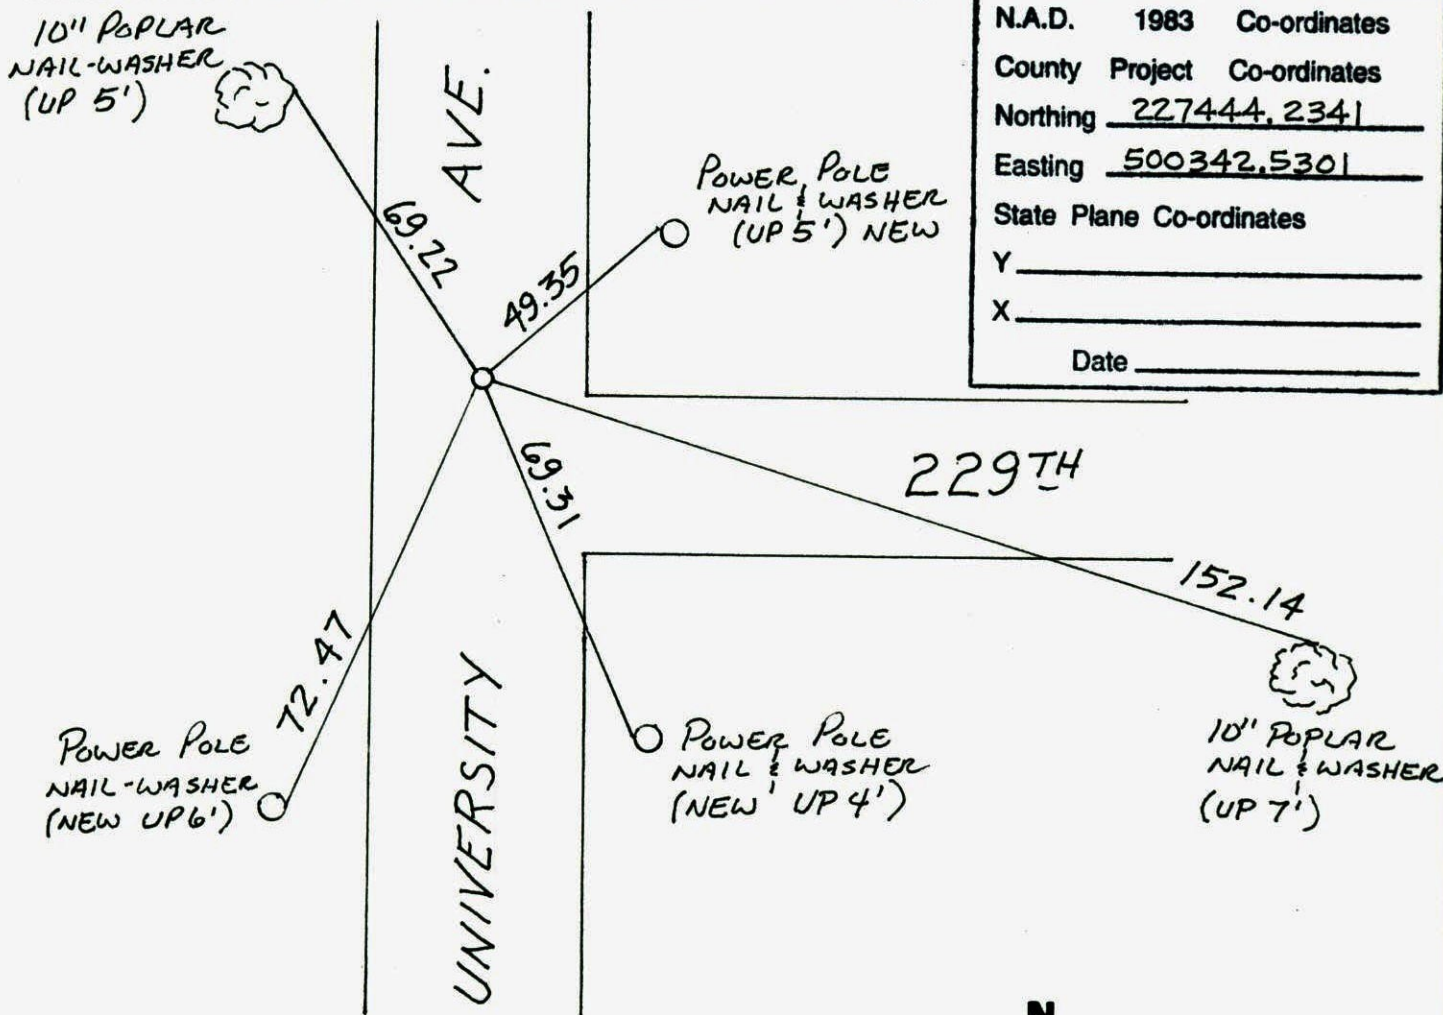 10" POPLAR
NAIL-WASHER
(UP 5')
AVE.
N.A.D. 1983 Co-ordinates
County Project Co-ordinates
Northing 227444.2341
Easting 500342.5301
State Plane Co-ordinates
Y
X
Date
POWER POLE
NAIL & WASHER
(UP 5') NEW
69.22
49.35
229TH
69.31
152.14
72.47
POWER POLE
NAIL-WASHER
(NEW UP 6')
UNIVERSITY
POWER POLE
NAIL & WASHER
(NEW UP 4')
10" POPLAR
NAIL & WASHER
(UP 7')
N